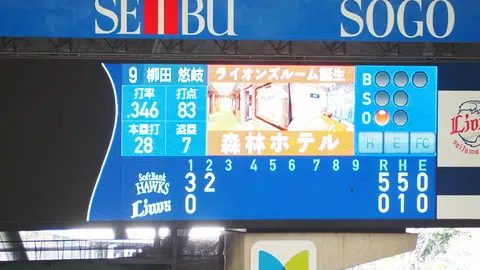 SEIBU
SOGO
9 柳田 悠岐
打率 打点
.346 83
本塁打 盗塁
28 7
ライオンズルーム誕生
森林ホテル
B
S
O
H E FC
1 2 3 4 5 6 7 8 9 R H E
SoftBank HAWKS 3 2 5 5 0
Lions 0 0 1 0
Lions